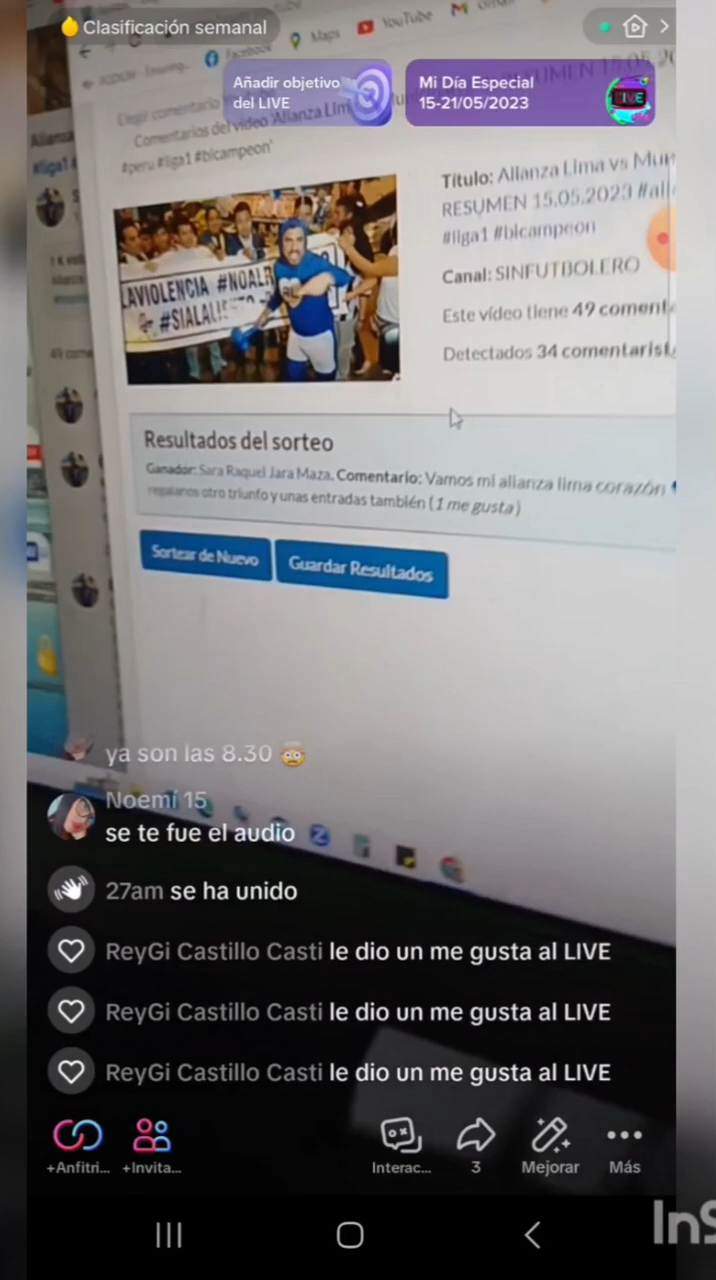 Clasificación semanal
YouTube
Maps
Facebook
Añadir objetivo
del LIVE
Mi Día Especial
15-21/05/2023
LIVE
Elegir comentario
Comentarios del vídeo 'Alianza Lim
#peru #liga1 #bicampeon'
Título: Alianza Lima vs Mun
RESUMEN 15.05.2023 #all
#liga1 #bicampeon
Canal: SINFUTBOLERO
Este vídeo tiene 49 coment
Detectados 34 comentarist
LAVIOLENCIA #NOALR
#SIALAL
Resultados del sorteo
Ganador: Sara Raquel Jara Maza. Comentario: Vamos mi alianza lima corazón
regalanos otro triunfo y unas entradas también (1 me gusta)
Sortear de Nuevo
Guardar Resultados
ya son las 8.30
Noemí 15
se te fue el audio
27am se ha unido
ReyGi Castillo Casti le dio un me gusta al LIVE
ReyGi Castillo Casti le dio un me gusta al LIVE
ReyGi Castillo Casti le dio un me gusta al LIVE
+Anfitri... +Invita... Interac... 3 Mejorar Más
InS